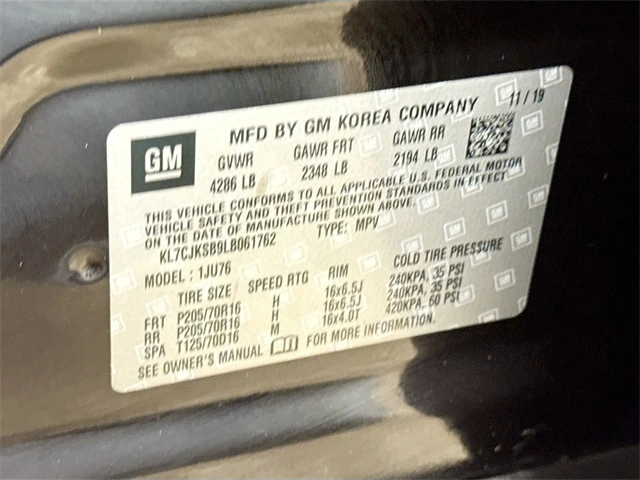 GM
MFD BY GM KOREA COMPANY 11 / 19
GVWR GAWR FRT GAWR RR
4286 LB 2348 LB 2194 LB
THIS VEHICLE CONFORMS TO ALL APPLICABLE U.S. FEDERAL MOTOR
VEHICLE SAFETY AND THEFT PREVENTION STANDARDS IN EFFECT
ON THE DATE OF MANUFACTURE SHOWN ABOVE.
KL7CJKSB9LB061762 TYPE: MPV
MODEL : 1JU76
TIRE SIZE SPEED RTG RIM COLD TIRE PRESSURE
FRT P205/70R16 H 16x6.5J 240KPA, 35 PSI
RR P205/70R16 H 16x6.5J 240KPA, 35 PSI
SPA T125/70D16 M 16x4.0T 420KPA, 60 PSI
SEE OWNER'S MANUAL FOR MORE INFORMATION.